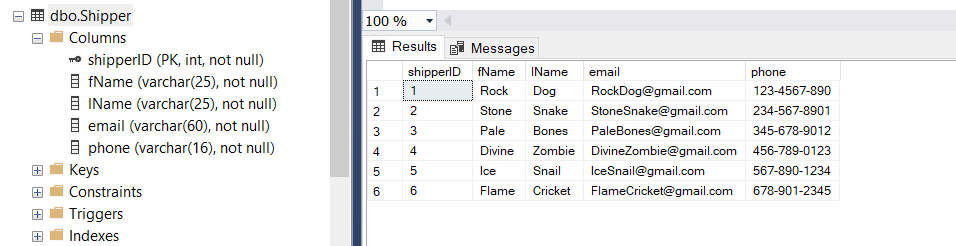 dbo.Shipper
Columns
shipperID (PK, int, not null)
fName (varchar(25), not null)
lName (varchar(25), not null)
email (varchar(60), not null)
phone (varchar(16), not null)
Keys
Constraints
Triggers
Indexes
100 %
Results Messages
shipperID fName lName email phone
1 1 Rock Dog RockDog@gmail.com 123-4567-890
2 2 Stone Snake StoneSnake@gmail.com 234-567-8901
3 3 Pale Bones PaleBones@gmail.com 345-678-9012
4 4 Divine Zombie DivineZombie@gmail.com 456-789-0123
5 5 Ice Snail IceSnail@gmail.com 567-890-1234
6 6 Flame Cricket FlameCricket@gmail.com 678-901-2345